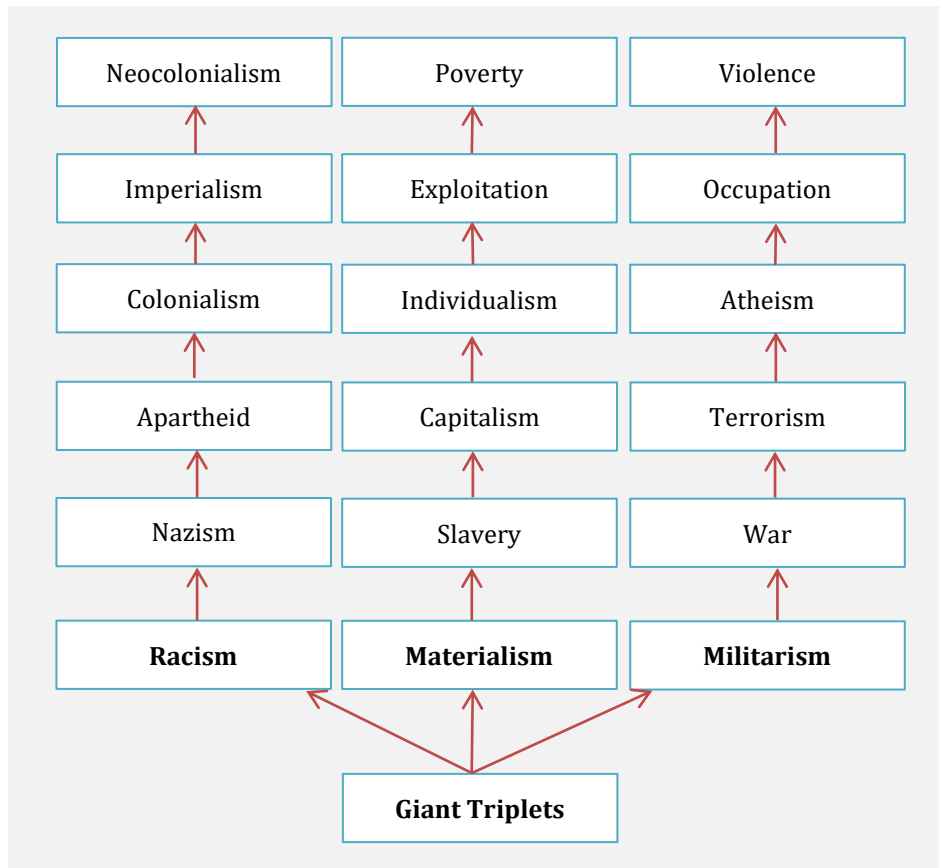 Neocolonialism
Poverty
Violence
Imperialism
Exploitation
Occupation
Colonialism
Individualism
Atheism
Apartheid
Capitalism
Terrorism
Nazism
Slavery
War
Racism
Materialism
Militarism
Giant Triplets